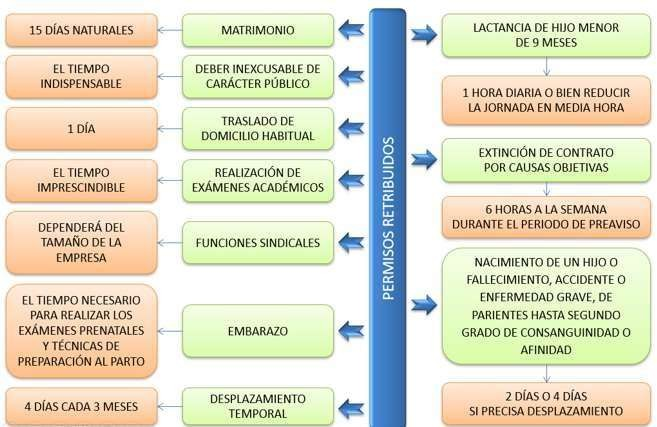 15 DÍAS NATURALES
MATRIMONIO
EL TIEMPO
INDISPENSABLE
DEBER INEXCUSABLE DE
CARÁCTER PÚBLICO
1 DÍA
TRASLADO DE
DOMICILIO HABITUAL
EL TIEMPO
IMPRESCINDIBLE
REALIZACIÓN DE
EXÁMENES ACADÉMICOS
DEPENDERÁ DEL
TAMAÑO DE LA
EMPRESA
FUNCIONES SINDICALES
EL TIEMPO NECESARIO
PARA REALIZAR LOS
EXÁMENES PRENATALES
Y TÉCNICAS DE
PREPARACIÓN AL PARTO
EMBARAZO
4 DÍAS CADA 3 MESES
DESPLAZAMIENTO
TEMPORAL
PERMISOS RETRIBUIDOS
LACTANCIA DE HIJO MENOR
DE 9 MESES
1 HORA DIARIA O BIEN REDUCIR
LA JORNADA EN MEDIA HORA
EXTINCIÓN DE CONTRATO
POR CAUSAS OBJETIVAS
6 HORAS A LA SEMANA
DURANTE EL PERIODO DE PREAVISO
NACIMIENTO DE UN HIJO O
FALLECIMIENTO, ACCIDENTE O
ENFERMEDAD GRAVE, DE
PARIENTES HASTA SEGUNDO
GRADO DE CONSANGUINIDAD O
AFINIDAD
2 DÍAS O 4 DÍAS
SI PRECISA DESPLAZAMIENTO